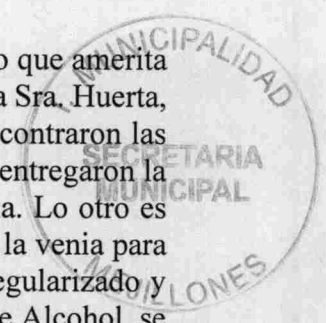 o que amerita
a Sra. Huerta,
contraron las
entregaron la
a. Lo otro es
la venia para
egularizado y
e Alcohol, se
I. MUNICIPALIDAD
SECRETARIA
MUNICIPAL
MEJILLONES